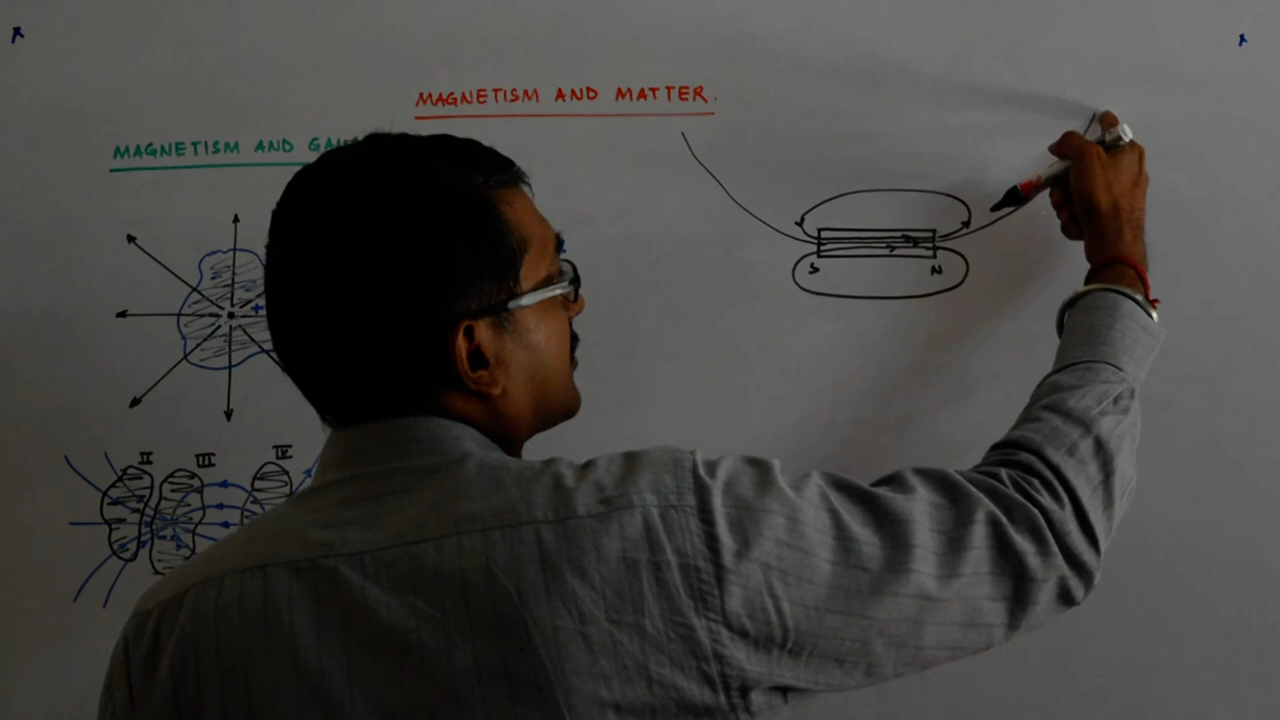 MAGNETISM AND MATTER.
MAGNETISM AND
S N
II III IV